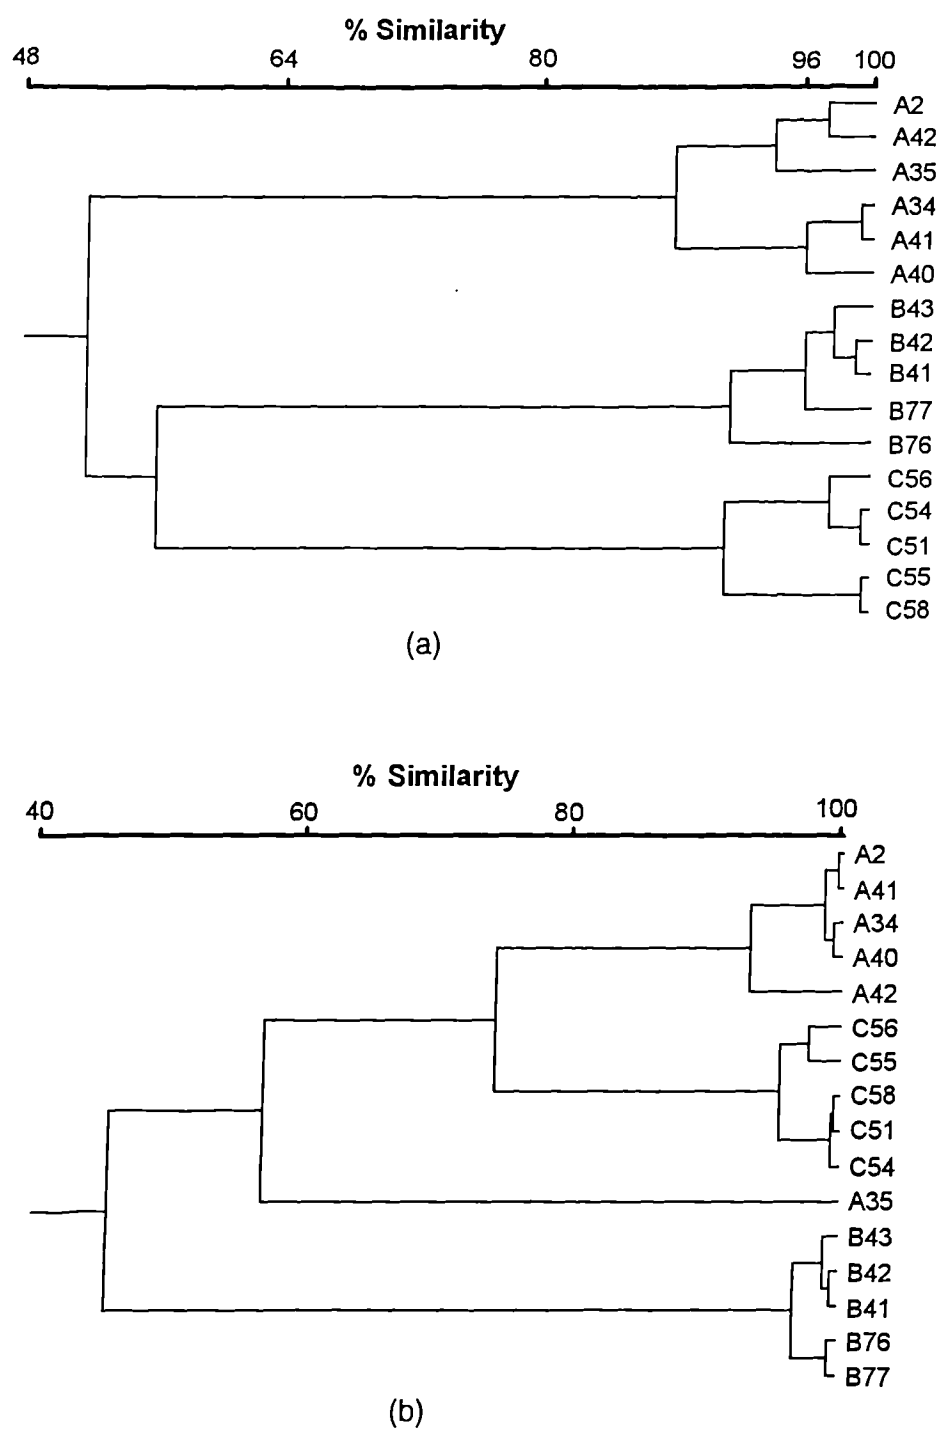 % Similarity
48 64 80 96 100
A2
A42
A35
A34
A41
A40
B43
B42
B41
B77
B76
C56
C54
C51
C55
C58
(a)
% Similarity
40 60 80 100
A2
A41
A34
A40
A42
C56
C55
C58
C51
C54
A35
B43
B42
B41
B76
B77
(b)